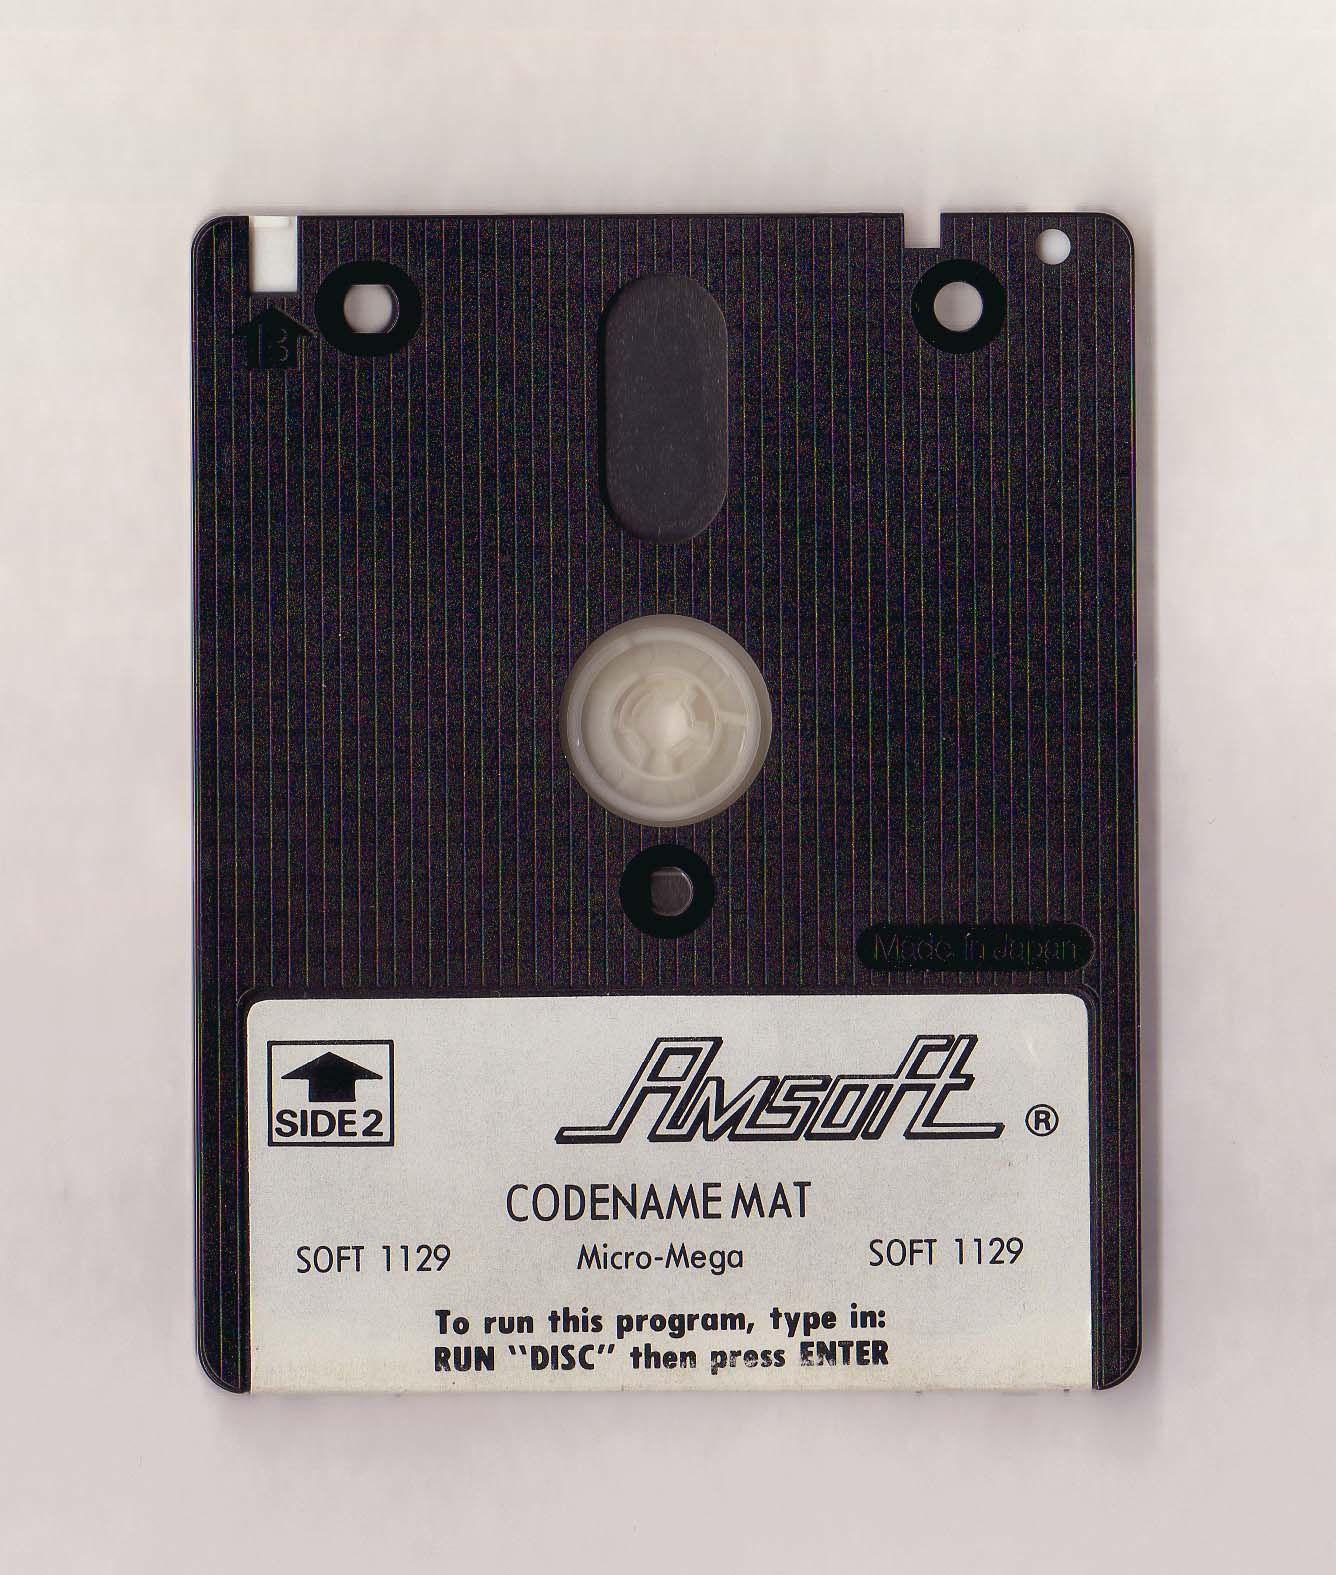 Made in Japan
SIDE 2
Amsoft ®
CODENAME MAT
SOFT 1129 Micro-Mega SOFT 1129
To run this program, type in:
RUN "DISC" then press ENTER